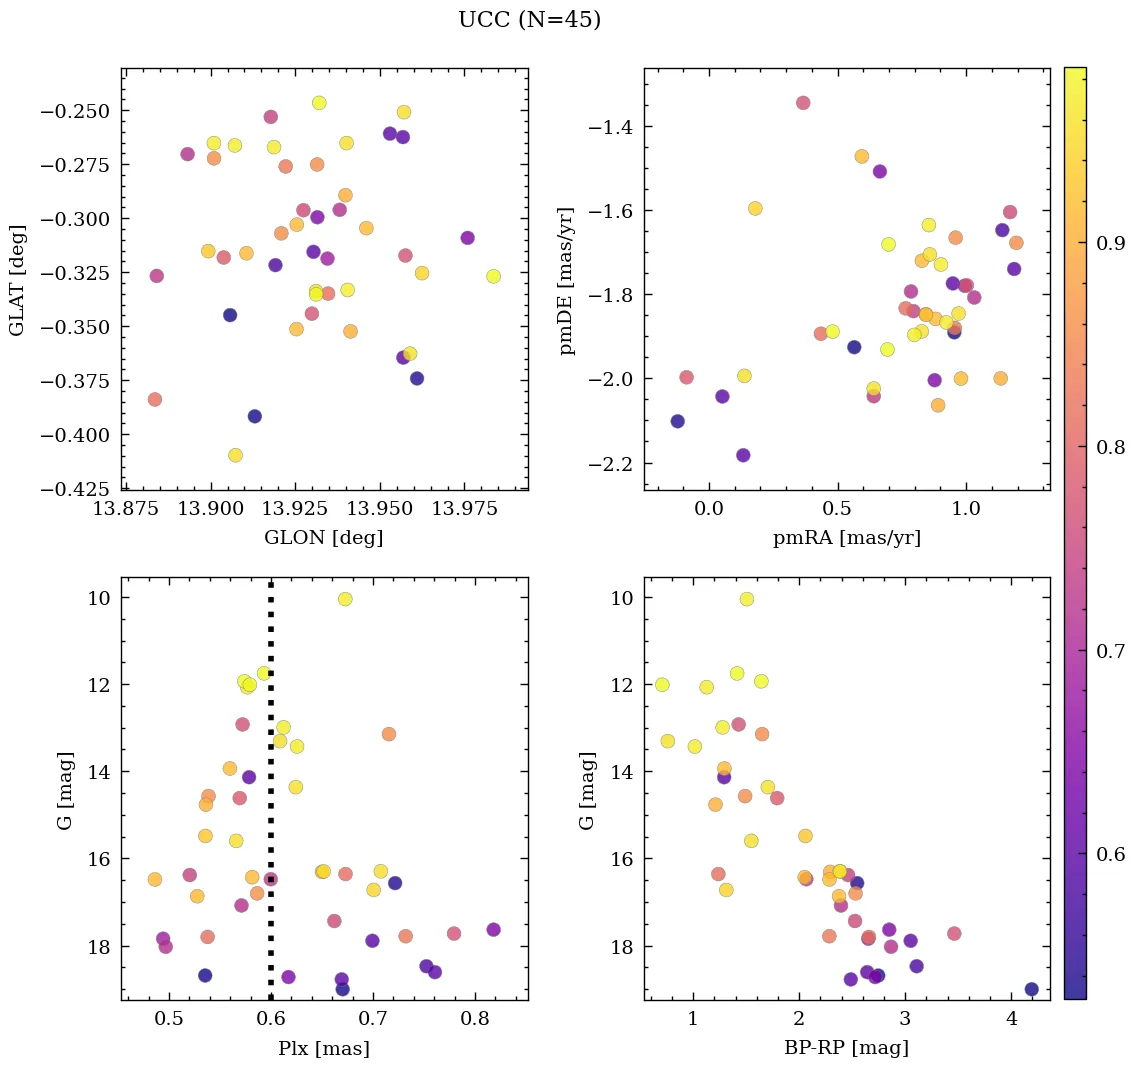 UCC (N=45)
−0.250
−0.275
−0.300
−0.325
−0.350
−0.375
−0.400
−0.425
GLAT [deg]
13.875 13.900 13.925 13.950 13.975
GLON [deg]
−1.4
−1.6
−1.8
−2.0
−2.2
pmDE [mas/yr]
0.0 0.5 1.0
pmRA [mas/yr]
10
12
14
16
18
G [mag]
0.5 0.6 0.7 0.8
Plx [mas]
10
12
14
16
18
G [mag]
1 2 3 4
BP-RP [mag]
0.9
0.8
0.7
0.6